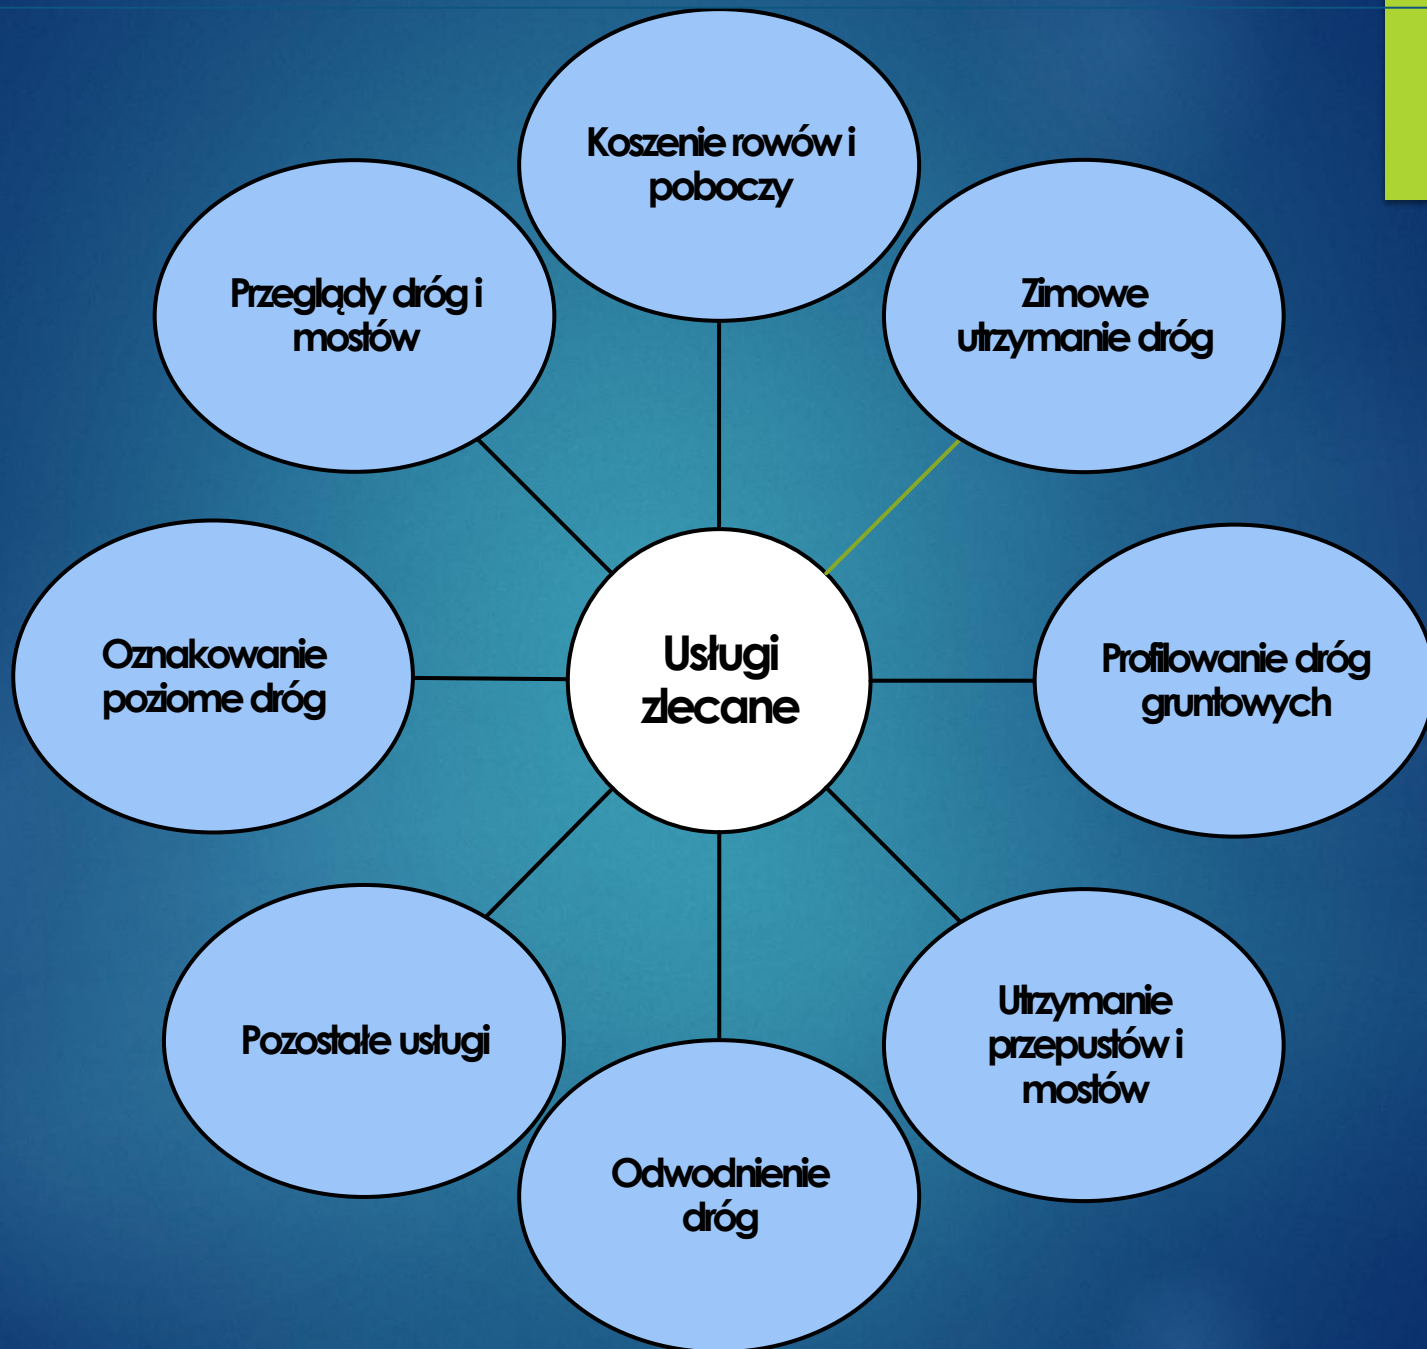 Koszenie rowów i
poboczy
Przeglądy dróg i
mostów
Zimowe
utrzymanie dróg
Oznakowanie
poziome dróg
Usługi
zlecane
Profilowanie dróg
gruntowych
Pozostałe usługi
Utrzymanie
przepustów i
mostów
Odwodnienie
dróg